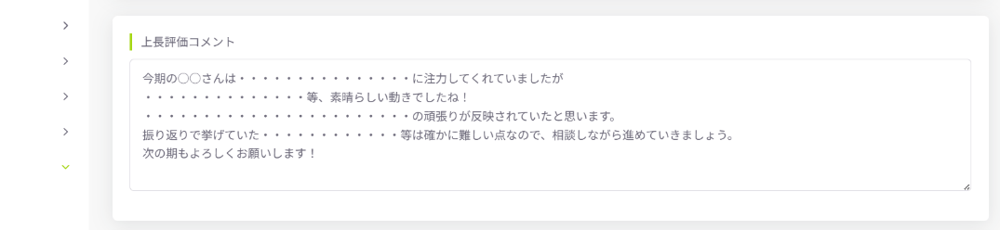 上長評価コメント
今期の〇〇さんは・・・・・・・・・・・・・・・に注力してくれていましたが
・・・・・・・・・・・・・・等、素晴らしい動きでしたね！
・・・・・・・・・・・・・・・・・・・・・・・の頑張りが反映されていたと思います。
振り返りで挙げていた・・・・・・・・・・・・等は確かに難しい点なので、相談しながら進めていきましょう。
次の期もよろしくお願いします！